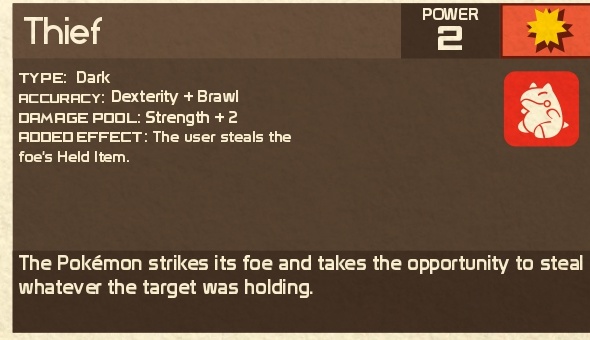 Thief
POWER
2
TYPE: Dark
ACCURACY: Dexterity + Brawl
DAMAGE POOL: Strength + 2
ADDED EFFECT: The user steals the
foe's Held Item.
The Pokémon strikes its foe and takes the opportunity to steal
whatever the target was holding.